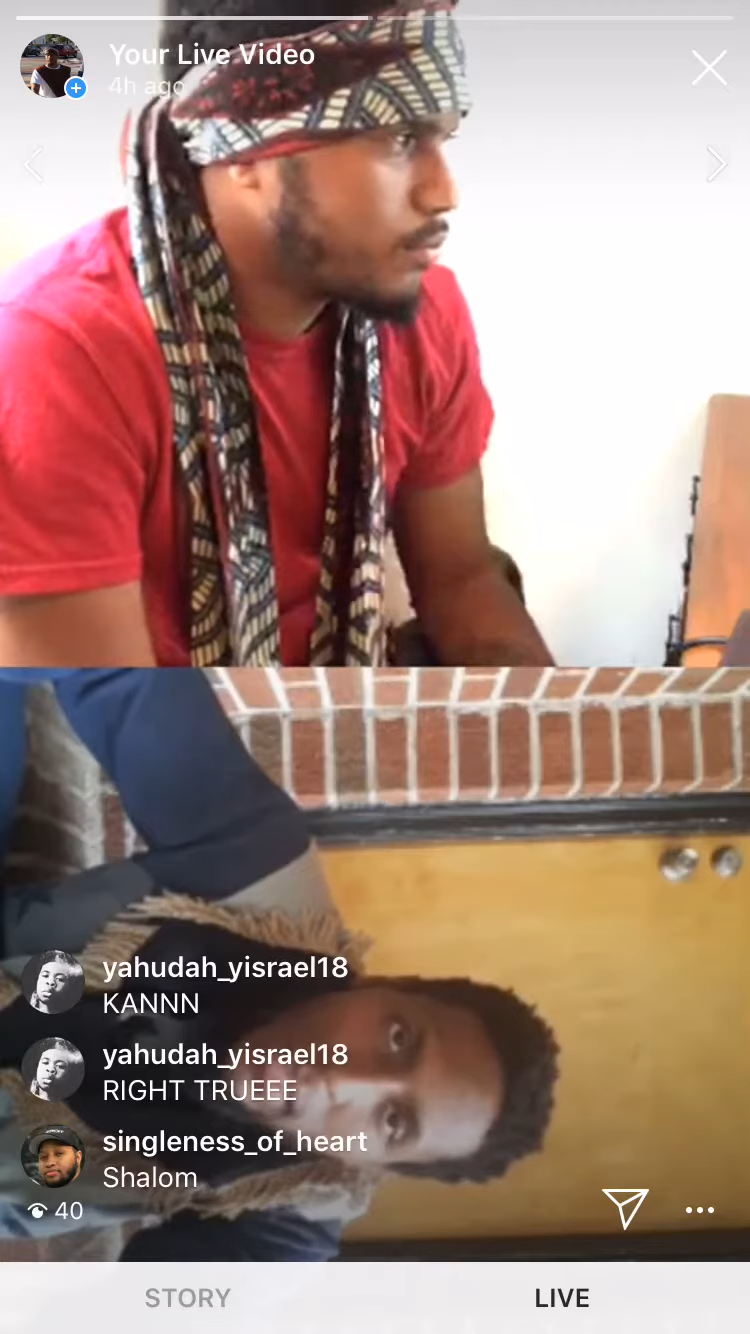 Your Live Video
4h ago
yahudah_yisrael18
KANNN
yahudah_yisrael18
RIGHT TRUEEE
singleness_of_heart
Shalom
40
STORY
LIVE